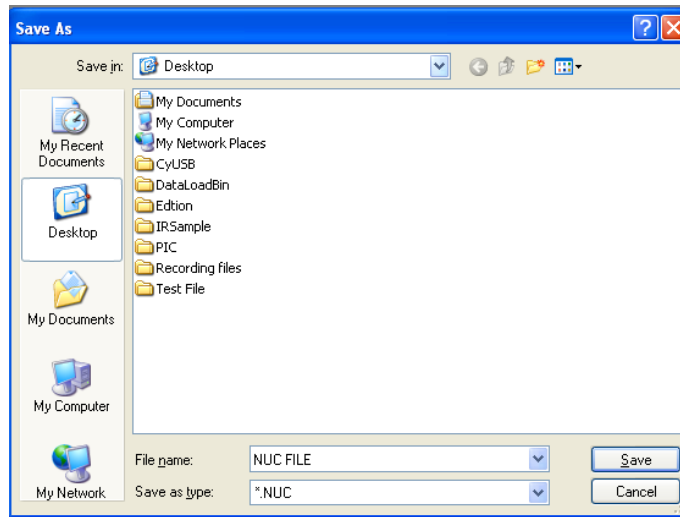 Save As
Save in: Desktop
My Recent Documents
Desktop
My Documents
My Computer
My Network
My Documents
My Computer
My Network Places
CyUSB
DataLoadBin
Edtion
IRSample
PIC
Recording files
Test File
File name: NUC FILE Save
Save as type: *.NUC Cancel